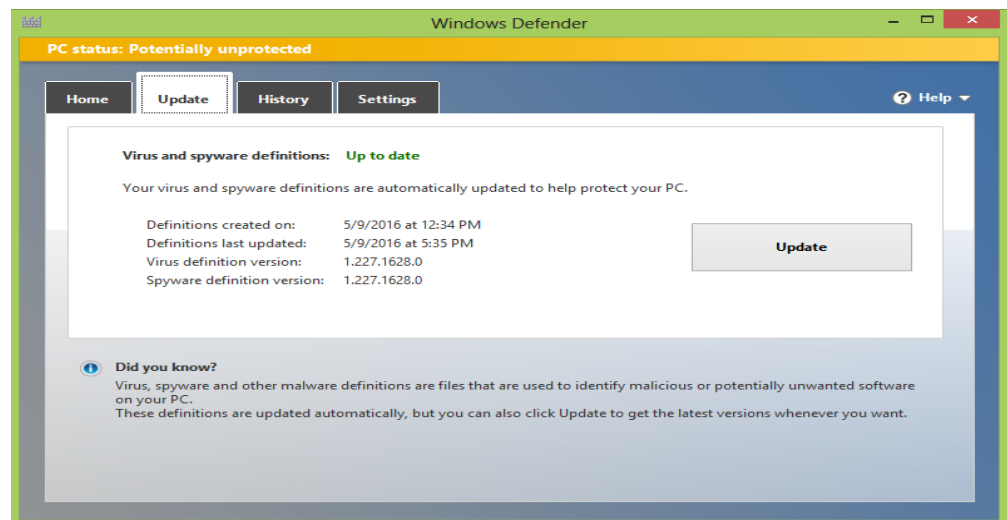 Windows Defender
PC status: Potentially unprotected
Home Update History Settings Help
Virus and spyware definitions: Up to date
Your virus and spyware definitions are automatically updated to help protect your PC.
Definitions created on: 5/9/2016 at 12:34 PM
Definitions last updated: 5/9/2016 at 5:35 PM
Virus definition version: 1.227.1628.0
Spyware definition version: 1.227.1628.0
Update
Did you know?
Virus, spyware and other malware definitions are files that are used to identify malicious or potentially unwanted software
on your PC.
These definitions are updated automatically, but you can also click Update to get the latest versions whenever you want.